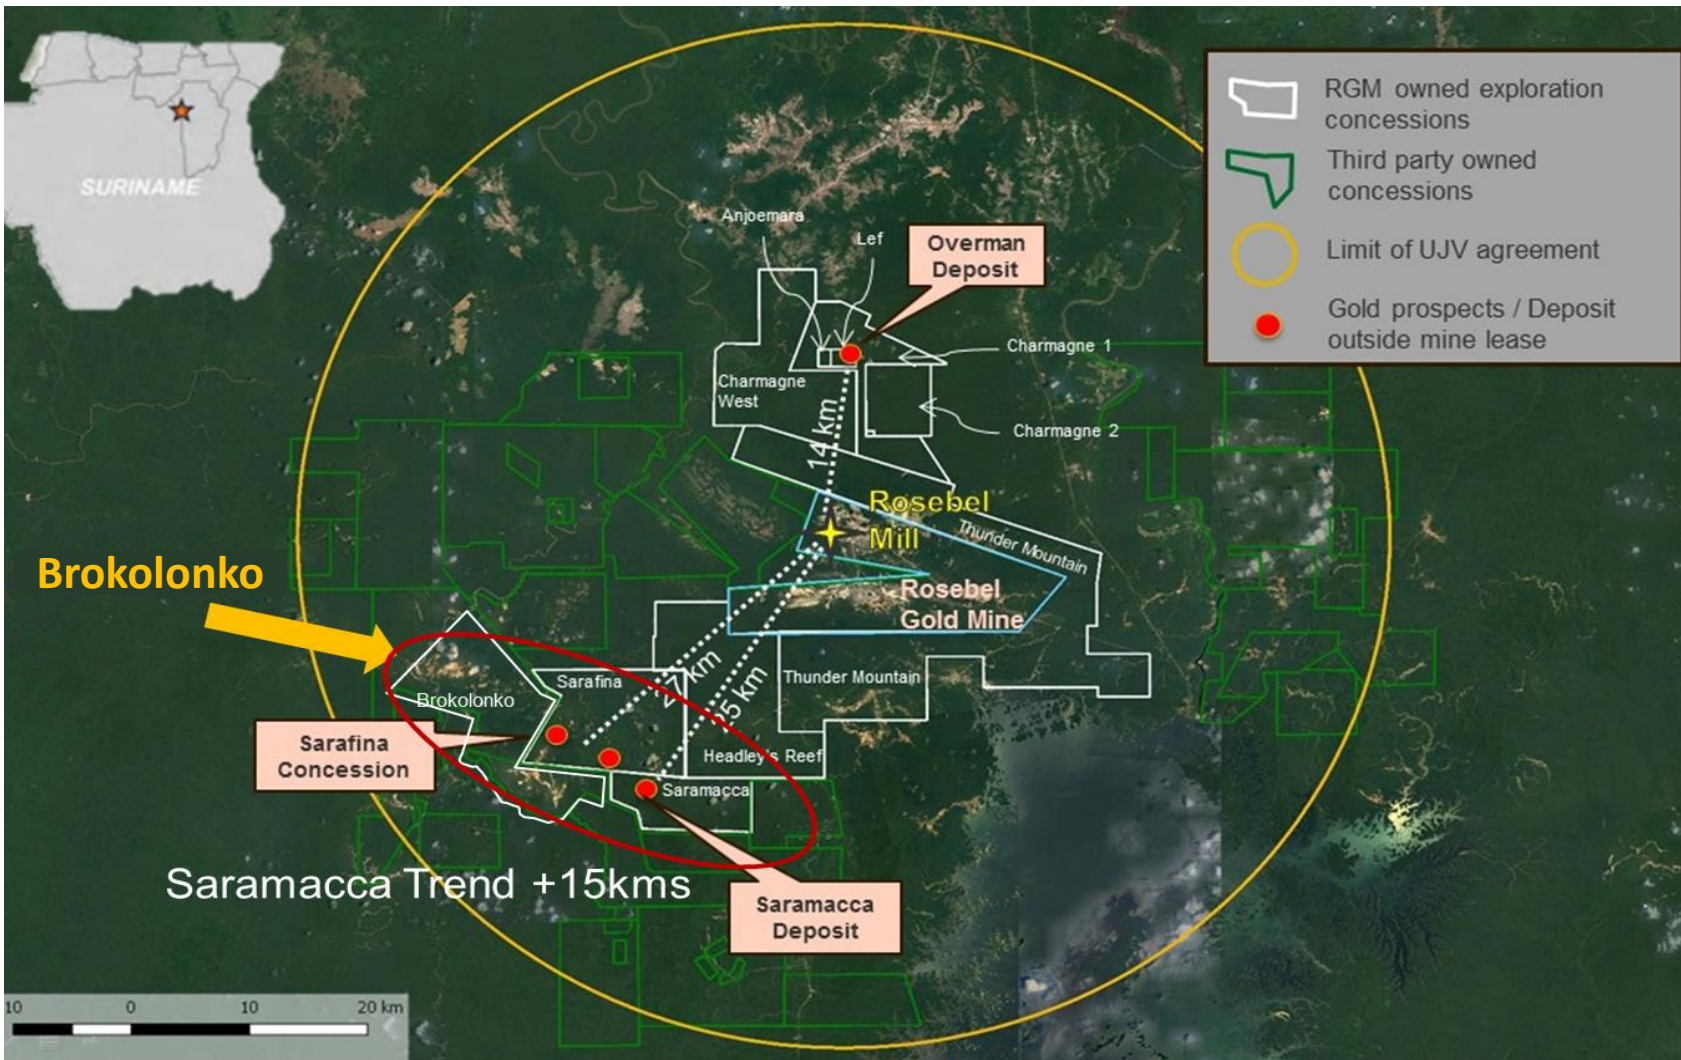 SURINAME
RGM owned exploration
concessions
Third party owned
concessions
Limit of UJV agreement
Gold prospects / Deposit
outside mine lease
Anjoemara
Lef
Overman
Deposit
Charmagne 1
Charmagne
West
Charmagne 2
14 km
Rosebel
Mill
Thunder Mountain
Rosebel
Gold Mine
Brokolonko
Brokolonko
Sarafina
27 km
25 km
Thunder Mountain
Sarafina
Concession
Headley's Reef
Saramacca
Saramacca Trend +15kms
Saramacca
Deposit
10 0 10 20 km